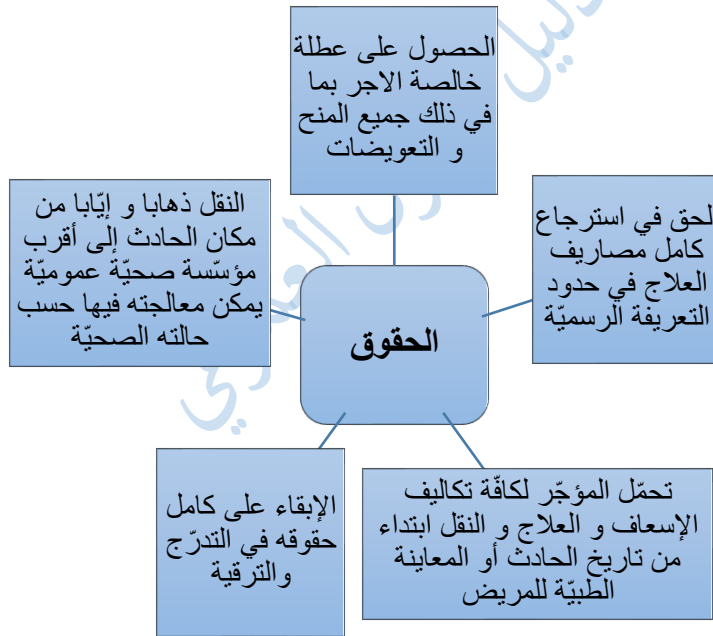 الحصول على عطلة
خالصة الاجر بما
في ذلك جميع المنح
و التعويضات
لحق في استرجاع
كامل مصاريف
العلاج في حدود
التعريفة الرسميّة
النقل ذهابا و إيّابا من
مكان الحادث إلى أقرب
مؤسّسة صحيّة عموميّة
يمكن معالجته فيها حسب
حالته الصحيّة
الحقوق
تحمّل المؤجّر لكافّة تكاليف
الإسعاف و العلاج و النقل ابتداء
من تاريخ الحادث أو المعاينة
الطبيّة للمريض
الإبقاء على كامل
حقوقه في التدرّج
والترقية